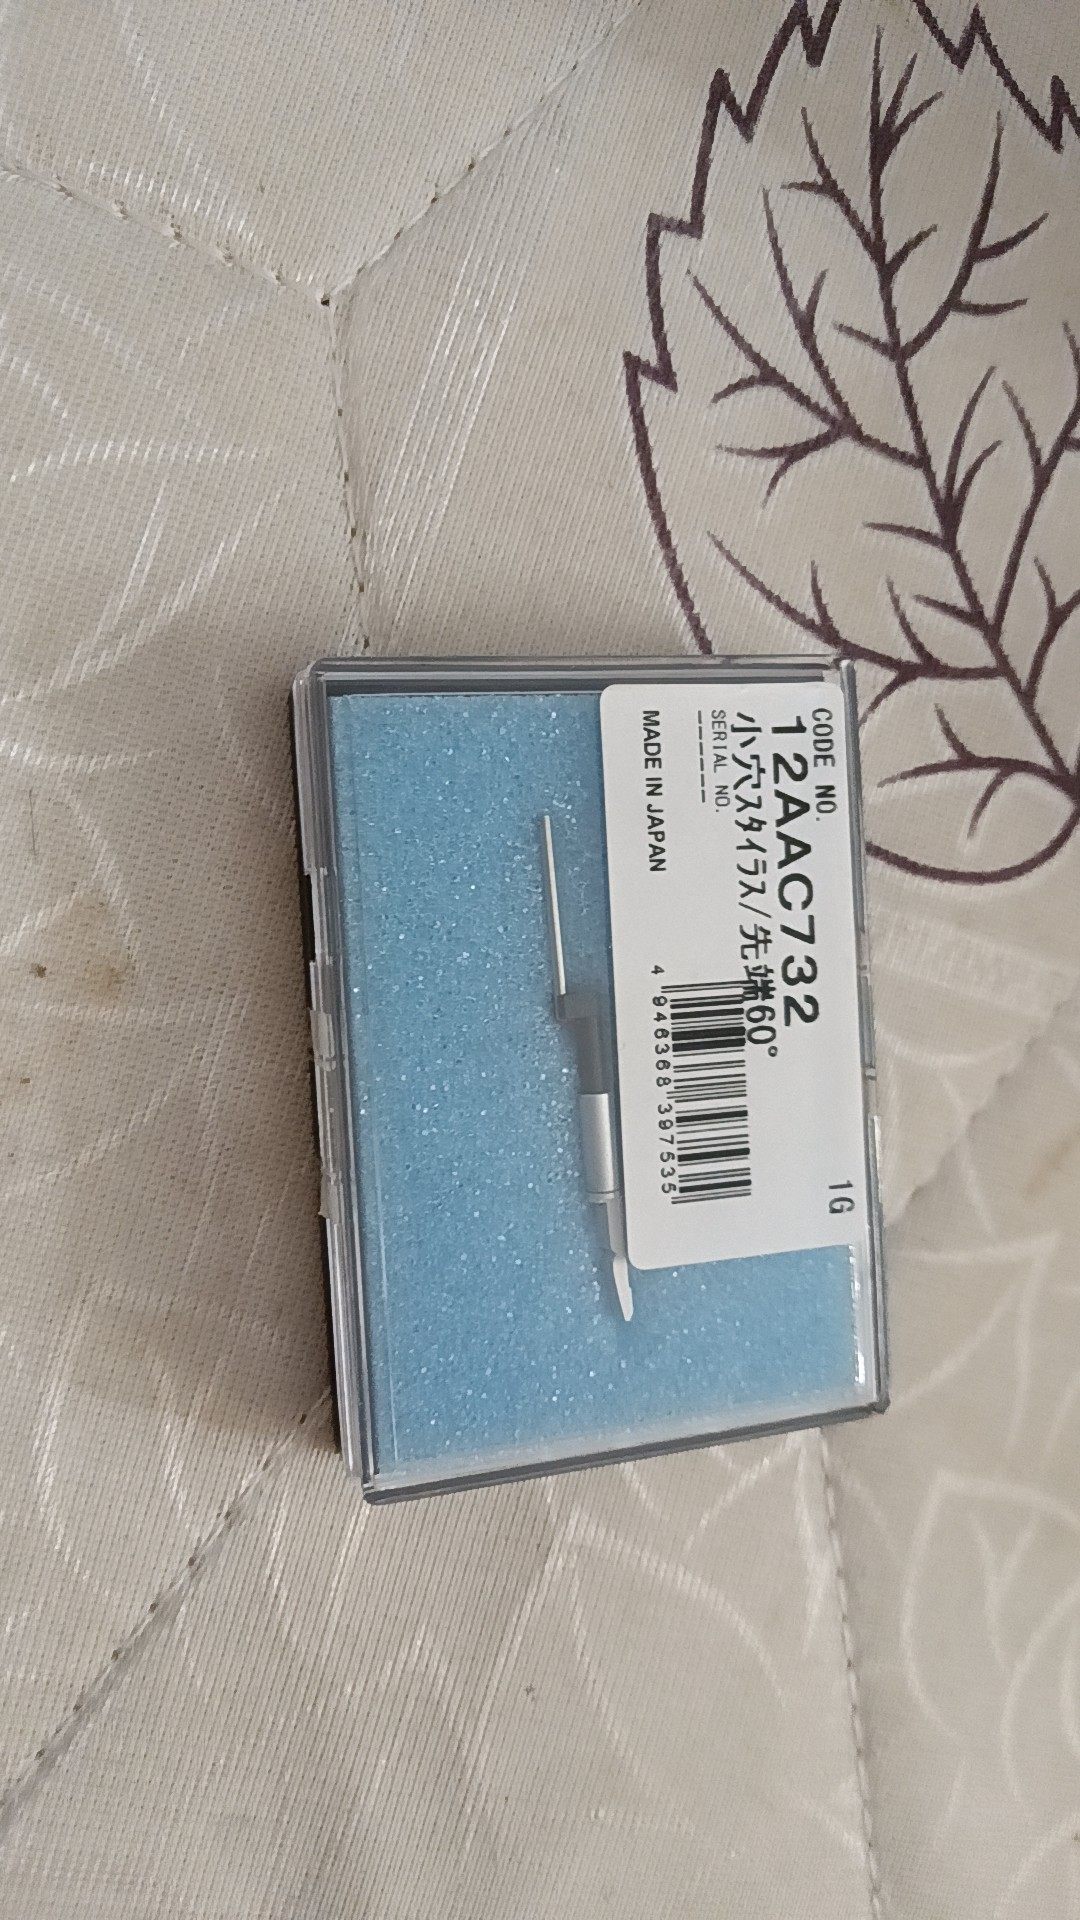 CODE NO.
1G
12AAC732
小穴スタイラス/先端60°
SERIAL NO.
------
MADE IN JAPAN
4 946368 397535